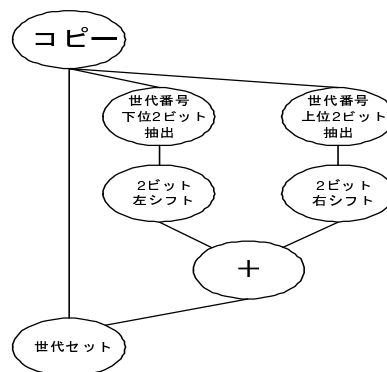 コピー
世代番号
下位2ビット
抽出
世代番号
上位2ビット
抽出
2ビット
左シフト
2ビット
右シフト
+
世代セット